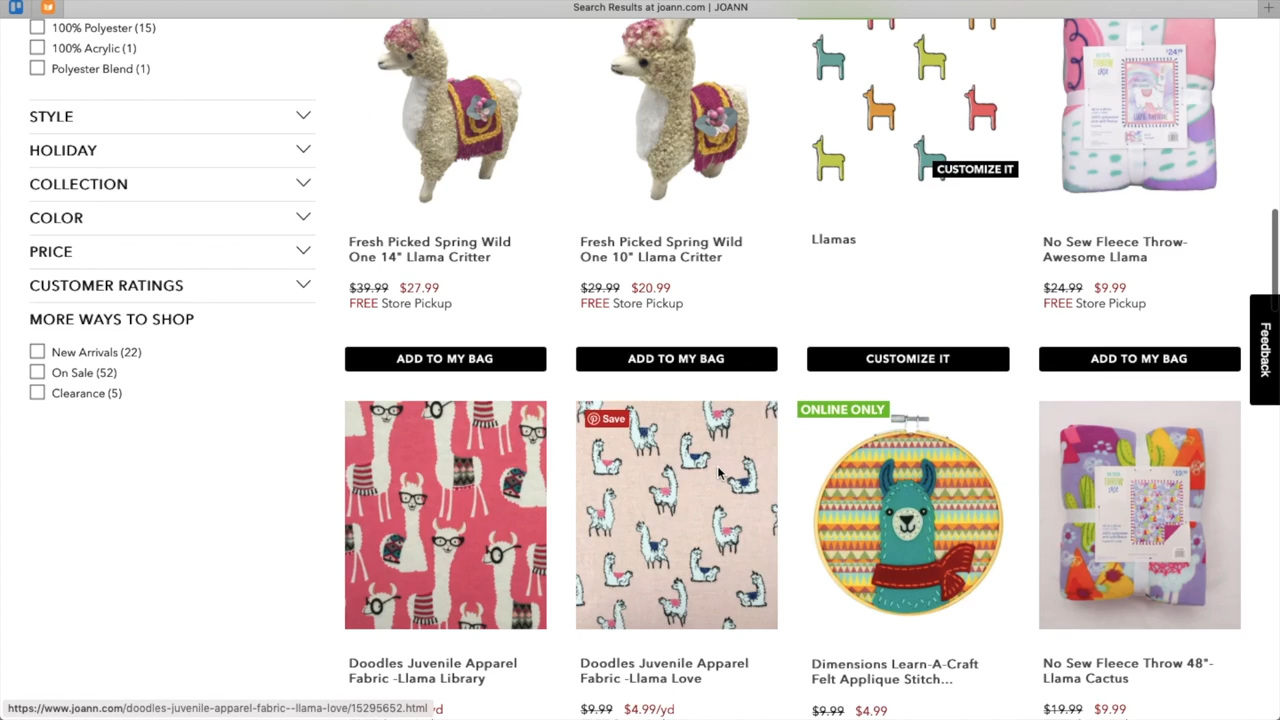 Search Results at joann.com | JOANN
100% Polyester (15)
100% Acrylic (1)
Polyester Blend (1)
STYLE
HOLIDAY
COLLECTION
COLOR
PRICE
CUSTOMER RATINGS
MORE WAYS TO SHOP
New Arrivals (22)
On Sale (52)
Clearance (5)
Fresh Picked Spring Wild
One 14" Llama Critter
$39.99 $27.99
FREE Store Pickup
ADD TO MY BAG
Fresh Picked Spring Wild
One 10" Llama Critter
$29.99 $20.99
FREE Store Pickup
ADD TO MY BAG
CUSTOMIZE IT
Llamas
CUSTOMIZE IT
No Sew Fleece Throw-
Awesome Llama
$24.99 $9.99
FREE Store Pickup
ADD TO MY BAG
Feedback
Doodles Juvenile Apparel
Fabric -Llama Library
Save
Doodles Juvenile Apparel
Fabric -Llama Love
$9.99 $4.99/yd
ONLINE ONLY
Dimensions Learn-A-Craft
Felt Applique Stitch...
$9.99 $4.99
No Sew Fleece Throw 48"-
Llama Cactus
$19.99 $9.99
https://www.joann.com/doodles-juvenile-apparel-fabric--llama-love/15295652.html